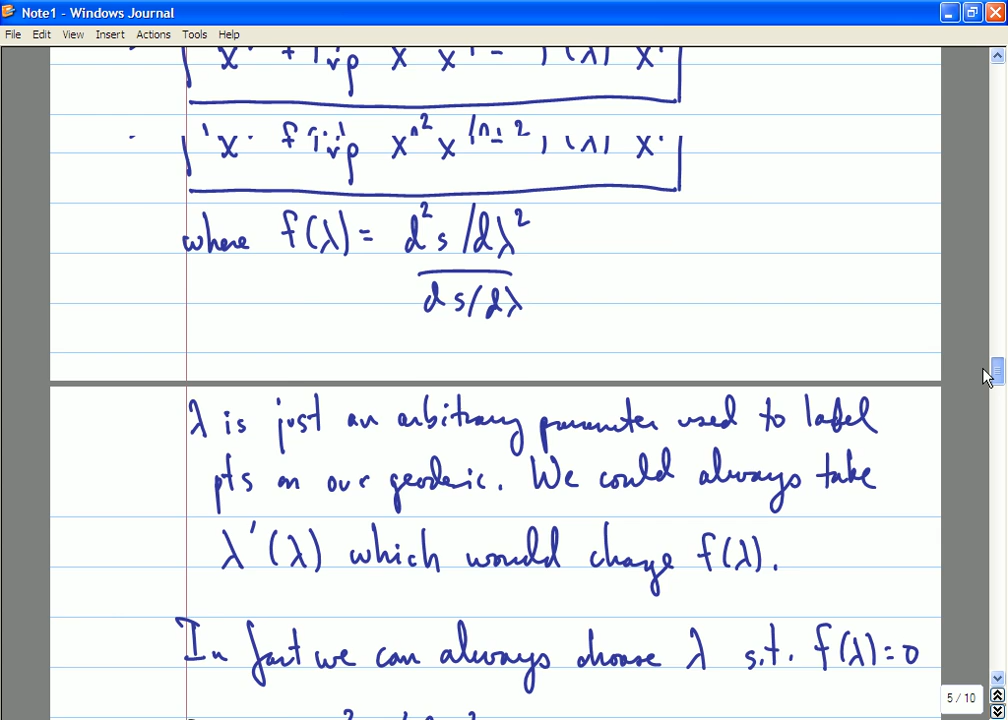 Note1 - Windows Journal
File Edit View Insert Actions Tools Help
where f(λ) = d²s/dλ²
ds/dλ
λ is just an arbitrary parameter used to label
pts on our geodesic. We could always take
λ'(λ) which would change f(λ).
In fact we can always choose λ s.t. f(λ)=0
5 / 10